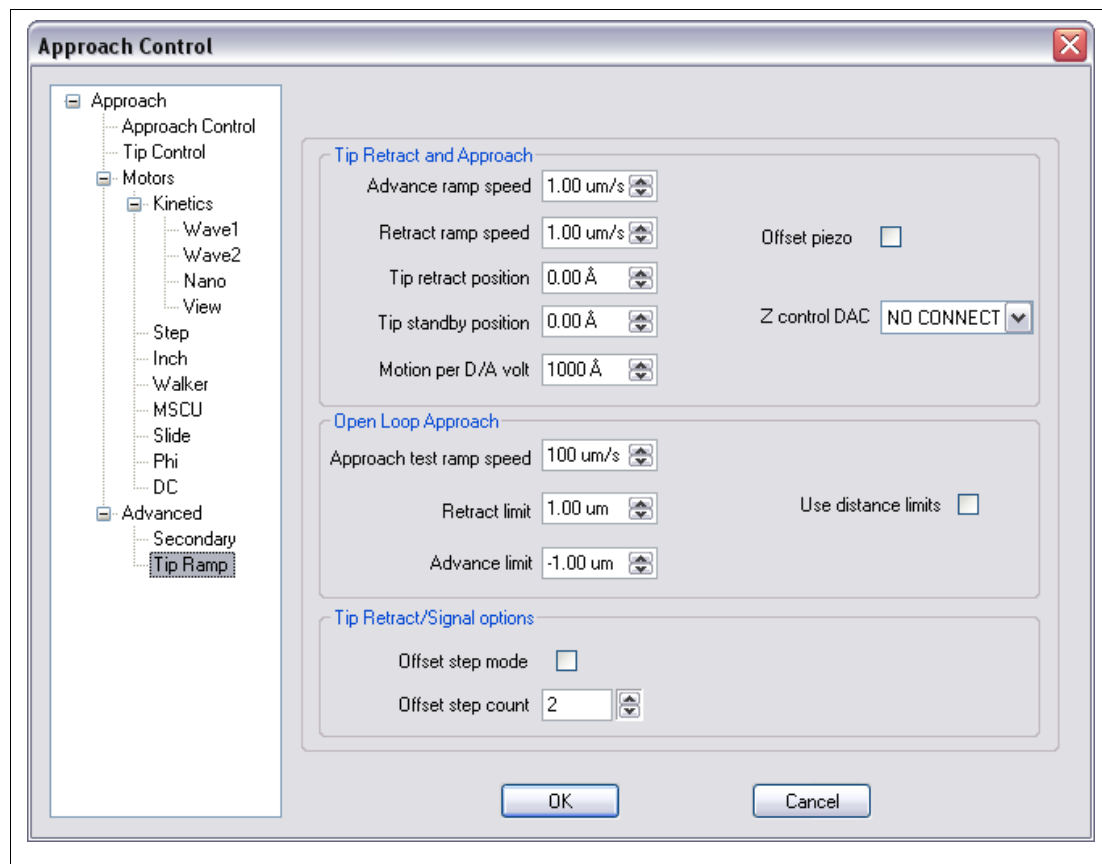 Approach Control
Approach
Approach Control
Tip Control
Motors
Kinetics
Wave1
Wave2
Nano
View
Step
Inch
Walker
MSCU
Slide
Phi
DC
Advanced
Secondary
Tip Ramp
Tip Retract and Approach
Advance ramp speed 1.00 um/s
Retract ramp speed 1.00 um/s
Offset piezo
Tip retract position 0.00 Å
Tip standby position 0.00 Å
Z control DAC NO CONNECT
Motion per D/A volt 1000 Å
Open Loop Approach
Approach test ramp speed 100 um/s
Retract limit 1.00 um
Use distance limits
Advance limit -1.00 um
Tip Retract/Signal options
Offset step mode
Offset step count 2
OK Cancel